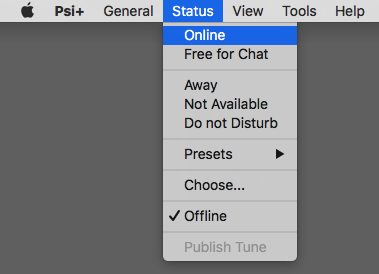 Psi+ General Status View Tools Help
Online
Free for Chat
Away
Not Available
Do not Disturb
Presets
Choose...
Offline
Publish Tune